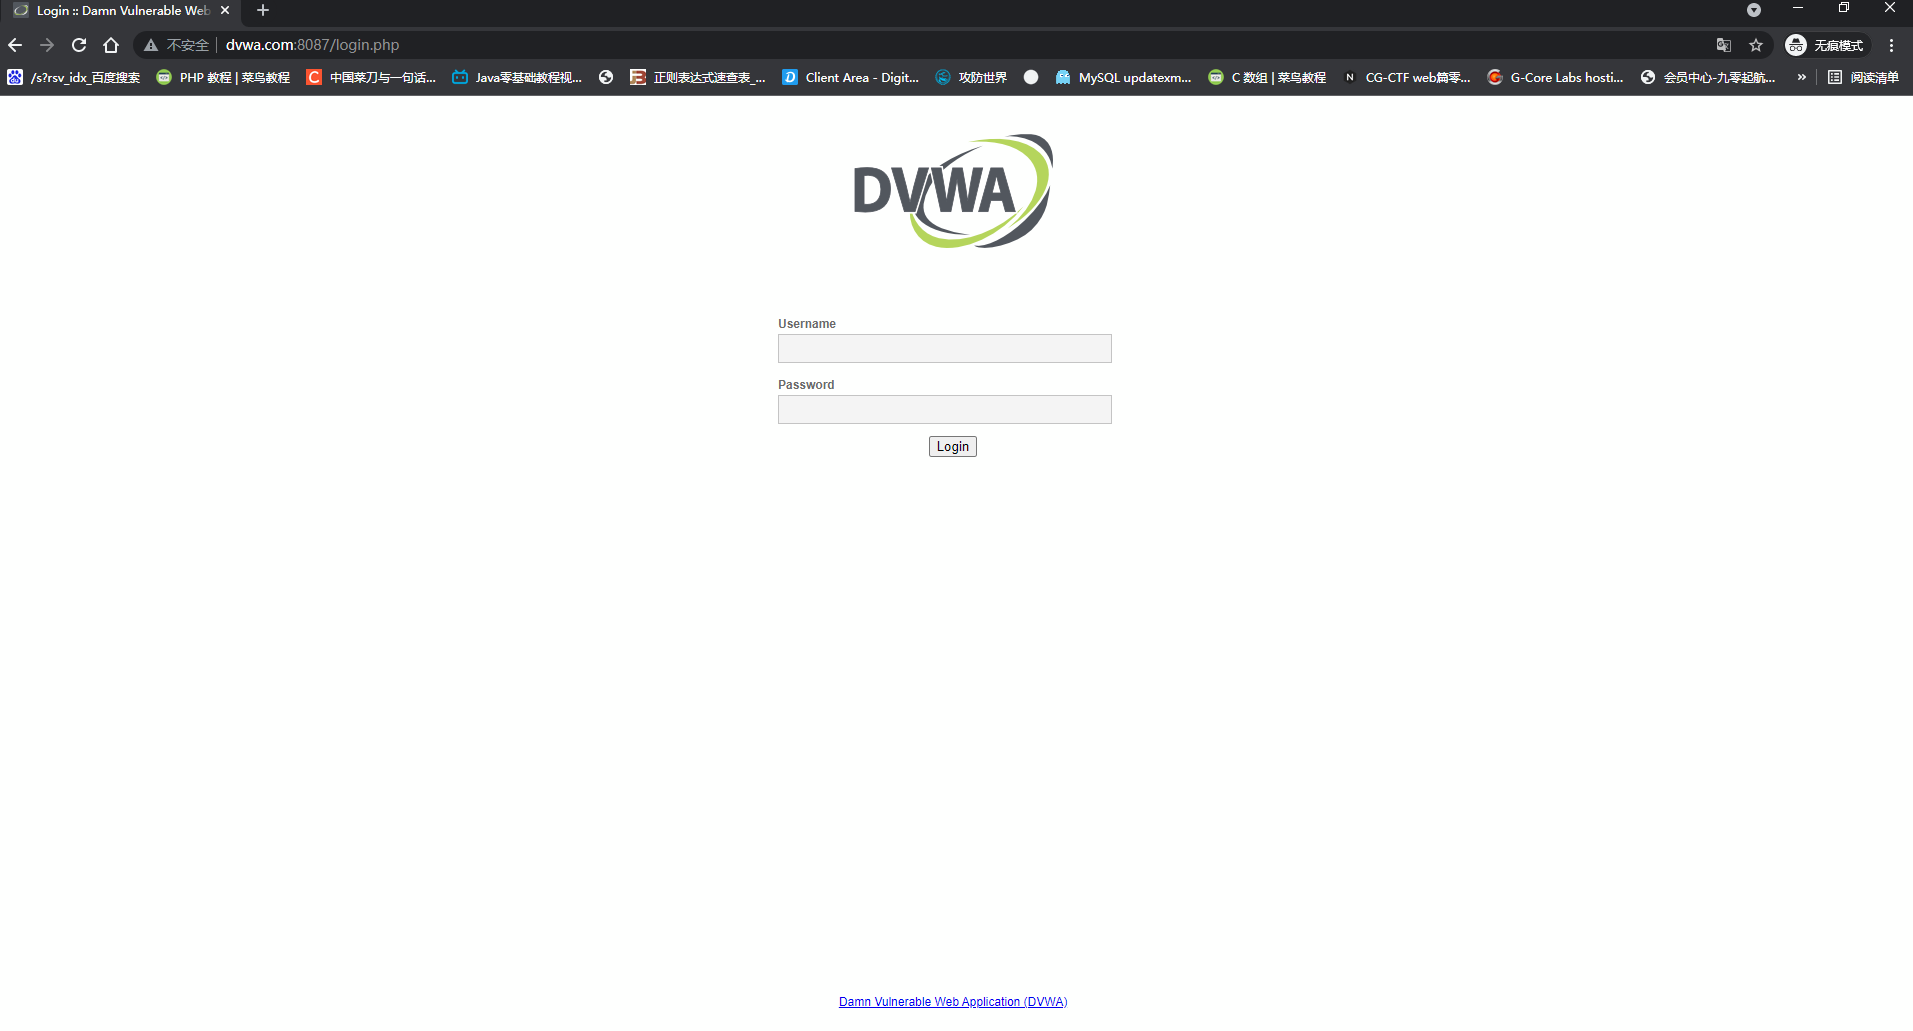 Login :: Damn Vulnerable Web
不安全 dvwa.com:8087/login.php 无痕模式
/s?rsv_idx_百度搜索 PHP 教程 | 菜鸟教程 中国菜刀与一句话... Java零基础教程视... 正则表达式速查表_... Client Area - Digit... 攻防世界 MySQL updatexm... C 数组 | 菜鸟教程 CG-CTF web篇零... G-Core Labs hosti... 会员中心-九零起航... » 阅读清单
DVWA
Username
Password
Login
Damn Vulnerable Web Application (DVWA)